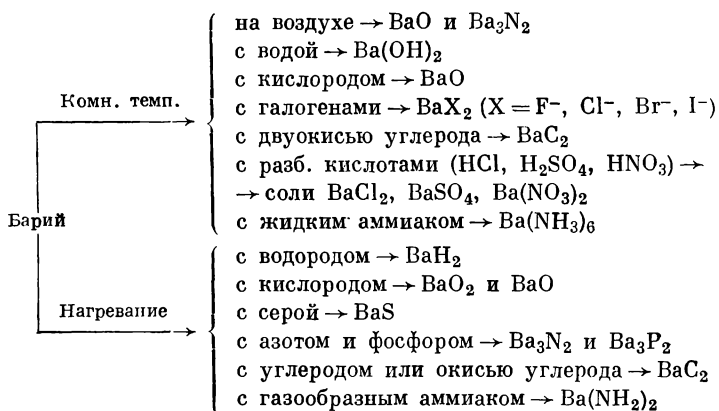 на воздухе → BaO и Ba₃N₂
с водой → Ba(OH)₂
с кислородом → BaO
Комн. темп.
с галогенами → BaX₂ (X = F⁻, Cl⁻, Br⁻, I⁻)
с двуокисью углерода → BaC₂
с разб. кислотами (HCl, H₂SO₄, HNO₃) →
→ соли BaCl₂, BaSO₄, Ba(NO₃)₂
с жидким аммиаком → Ba(NH₃)₆
Барий
с водородом → BaH₂
с кислородом → BaO₂ и BaO
Нагревание
с серой → BaS
с азотом и фосфором → Ba₃N₂ и Ba₃P₂
с углеродом или окисью углерода → BaC₂
с газообразным аммиаком → Ba(NH₂)₂